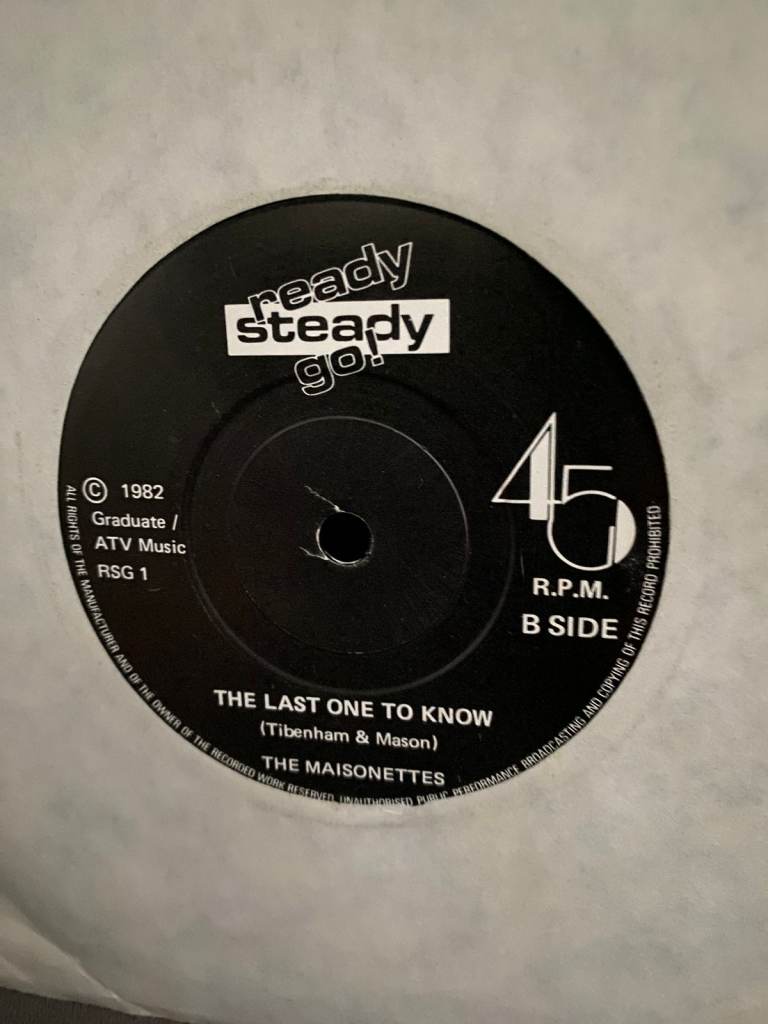 ready
steady
go!
45
R.P.M.
B SIDE
© 1982
Graduate /
ATV Music
RSG 1
THE LAST ONE TO KNOW
(Tibenham & Mason)
THE MAISONETTES
ALL RIGHTS OF THE MANUFACTURER AND OF THE OWNER OF THE RECORDED WORK RESERVED. UNAUTHORISED PUBLIC PERFORMANCE BROADCASTING AND COPYING OF THIS RECORD PROHIBITED